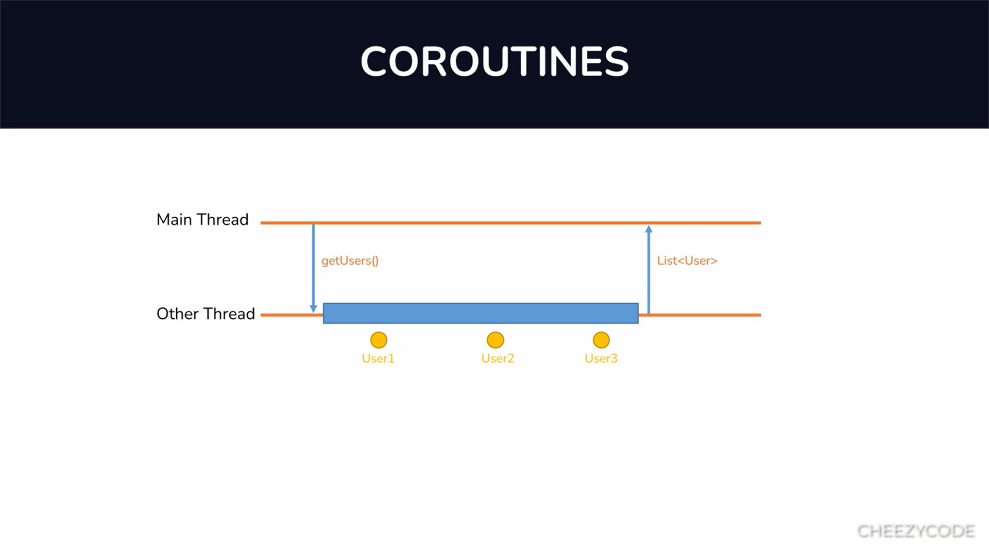 COROUTINES
Main Thread
getUsers()
List<User>
Other Thread
User1
User2
User3
CHEEZYCODE